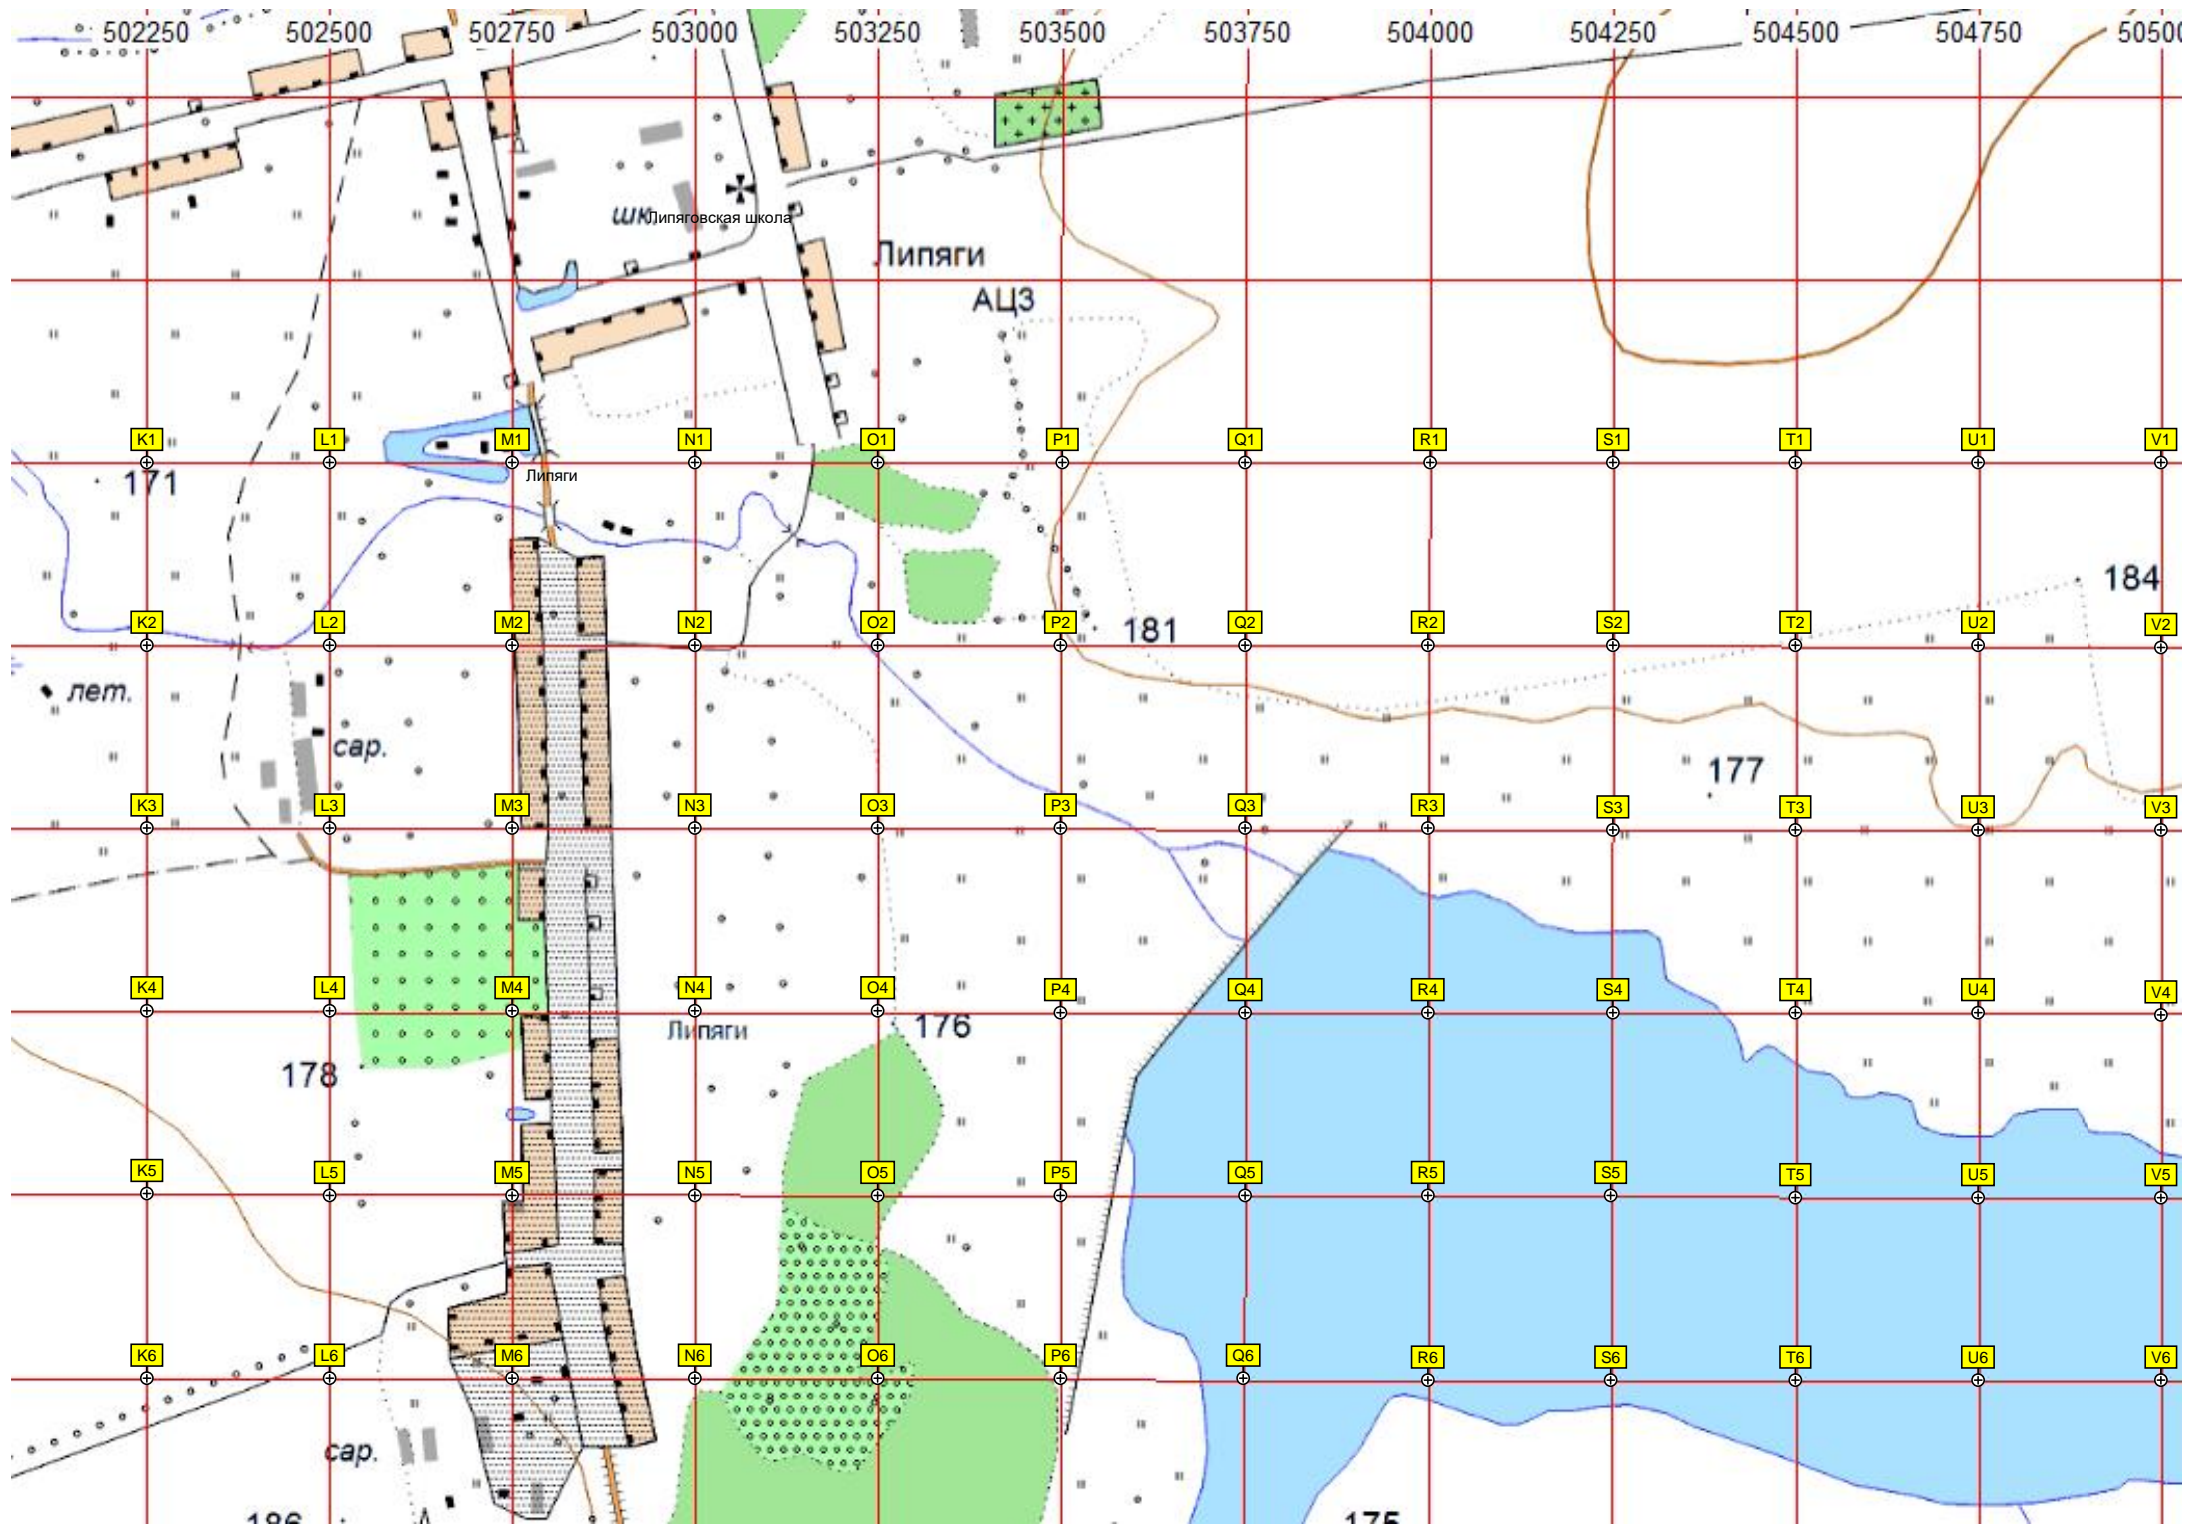 502250 502500 502750 503000 503250 503500 503750 504000 504250 504500 504750 50500
шк.
Липяговская школа
Липяги
АЦЗ
K1 L1 M1 N1 O1 P1 Q1 R1 S1 T1 U1 V1
171
Липяги
184
K2 L2 M2 N2 O2 P2 181 Q2 R2 S2 T2 U2 V2
лет.
сар.
177
K3 L3 M3 N3 O3 P3 Q3 R3 S3 T3 U3 V3
K4 L4 M4 N4 O4 P4 Q4 R4 S4 T4 U4 V4
Липяги
176
178
K5 L5 M5 N5 O5 P5 Q5 R5 S5 T5 U5 V5
K6 L6 M6 N6 O6 P6 Q6 R6 S6 T6 U6 V6
сар.
186
175